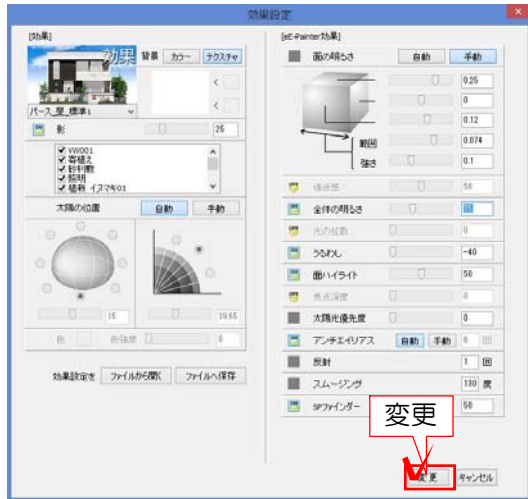 効果設定
[効果]
効果
背景 カラー テクスチャ
<
<
パース_昼_標準1
影 25
VW001
寄植え
砂利敷
照明
植栽 イヌマキ01
太陽の位置 自動 手動
15 39.65
色 色強度 0
効果設定を ファイルから開く ファイルへ保存
[eE-Painter効果]
面の明るさ 自動 手動
0.25
0
0.12
範囲 0.074
強さ 0.1
遠近感 50
全体の明るさ
光の拡散 0
うるおし -40
面ハイライト 50
焦点深度 0
太陽光優先度 0
アンチエイリアス 自動 手動 6 回
反射 1 回
スムージング 130 度
SPファインダー 50
変更
変更 キャンセル